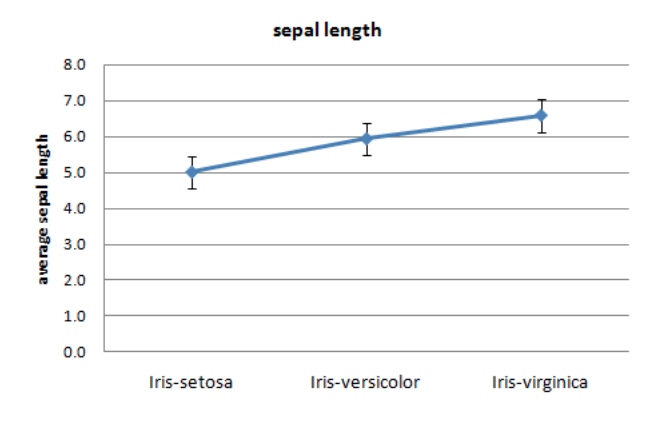 sepal length
8.0
7.0
6.0
5.0
4.0
3.0
2.0
1.0
0.0
average sepal length
Iris-setosa
Iris-versicolor
Iris-virginica